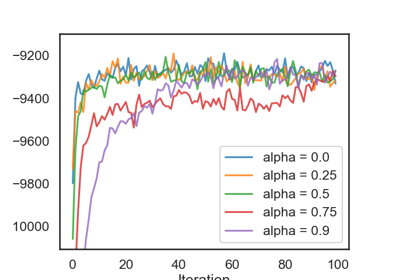 −9200
−9400
−9600
−9800
10000
0
20
40
60
80
100
alpha = 0.0
alpha = 0.25
alpha = 0.5
alpha = 0.75
alpha = 0.9
Iteration